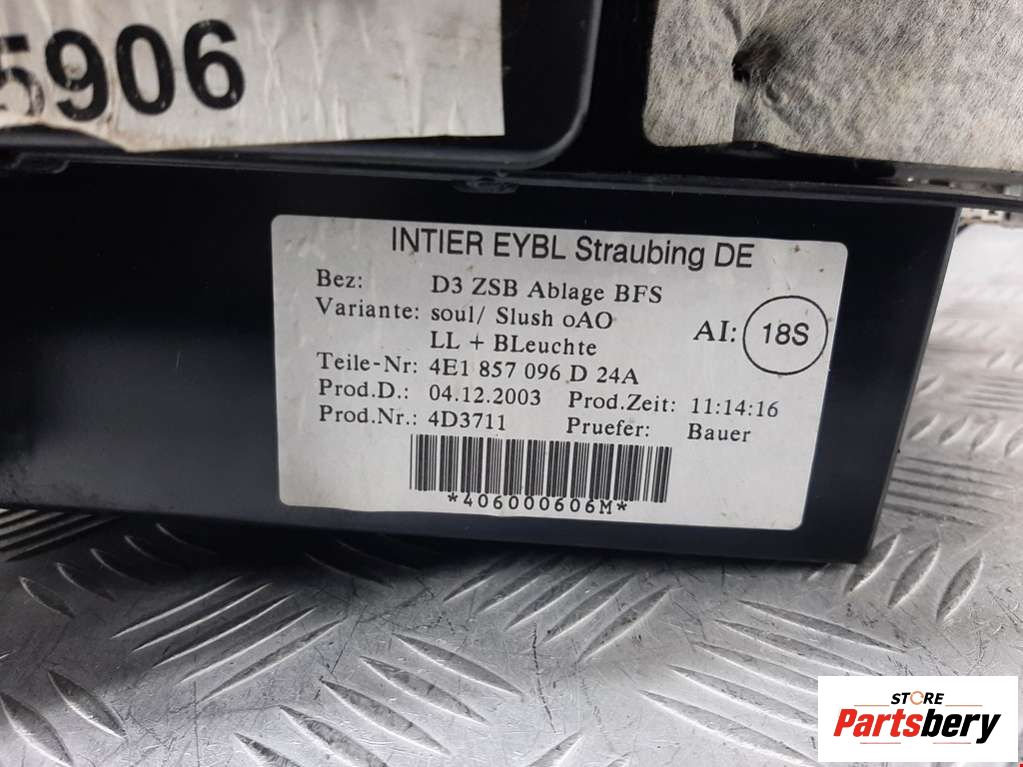 5906
INTIER EYBL Straubing DE
Bez: D3 ZSB Ablage BFS
Variante: soul/ Slush oAO
LL + BLeuchte
AI: 18S
Teile-Nr: 4E1 857 096 D 24A
Prod.D.: 04.12.2003 Prod.Zeit: 11:14:16
Prod.Nr.: 4D3711 Pruefer: Bauer
*406000606M*
STORE
Partsbery